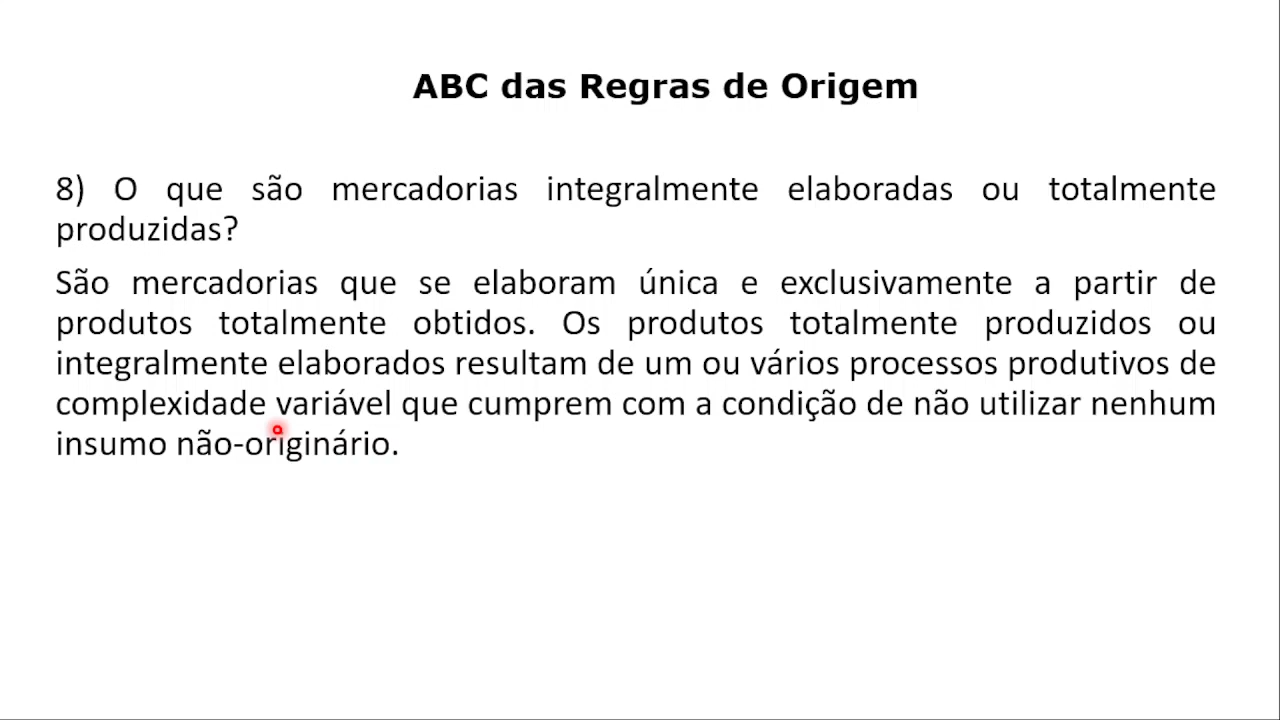 ABC das Regras de Origem
8) O que são mercadorias integralmente elaboradas ou totalmente
produzidas?
São mercadorias que se elaboram única e exclusivamente a partir de
produtos totalmente obtidos. Os produtos totalmente produzidos ou
integralmente elaborados resultam de um ou vários processos produtivos de
complexidade variável que cumprem com a condição de não utilizar nenhum
insumo não-originário.